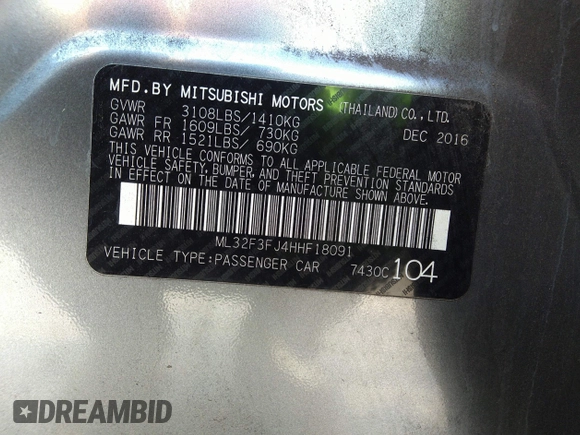 MFD. BY MITSUBISHI MOTORS (THAILAND) CO., LTD.
GVWR 3108LBS/1410KG DEC 2016
GAWR FR 1609LBS/ 730KG
GAWR RR 1521LBS/ 690KG
THIS VEHICLE CONFORMS TO ALL APPLICABLE FEDERAL MOTOR
VEHICLE SAFETY, BUMPER, AND THEFT PREVENTION STANDARDS
IN EFFECT ON THE DATE OF MANUFACTURE SHOWN ABOVE.
ML32F3FJ4HHF18091
VEHICLE TYPE:PASSENGER CAR 7430C 104
DREAMBID